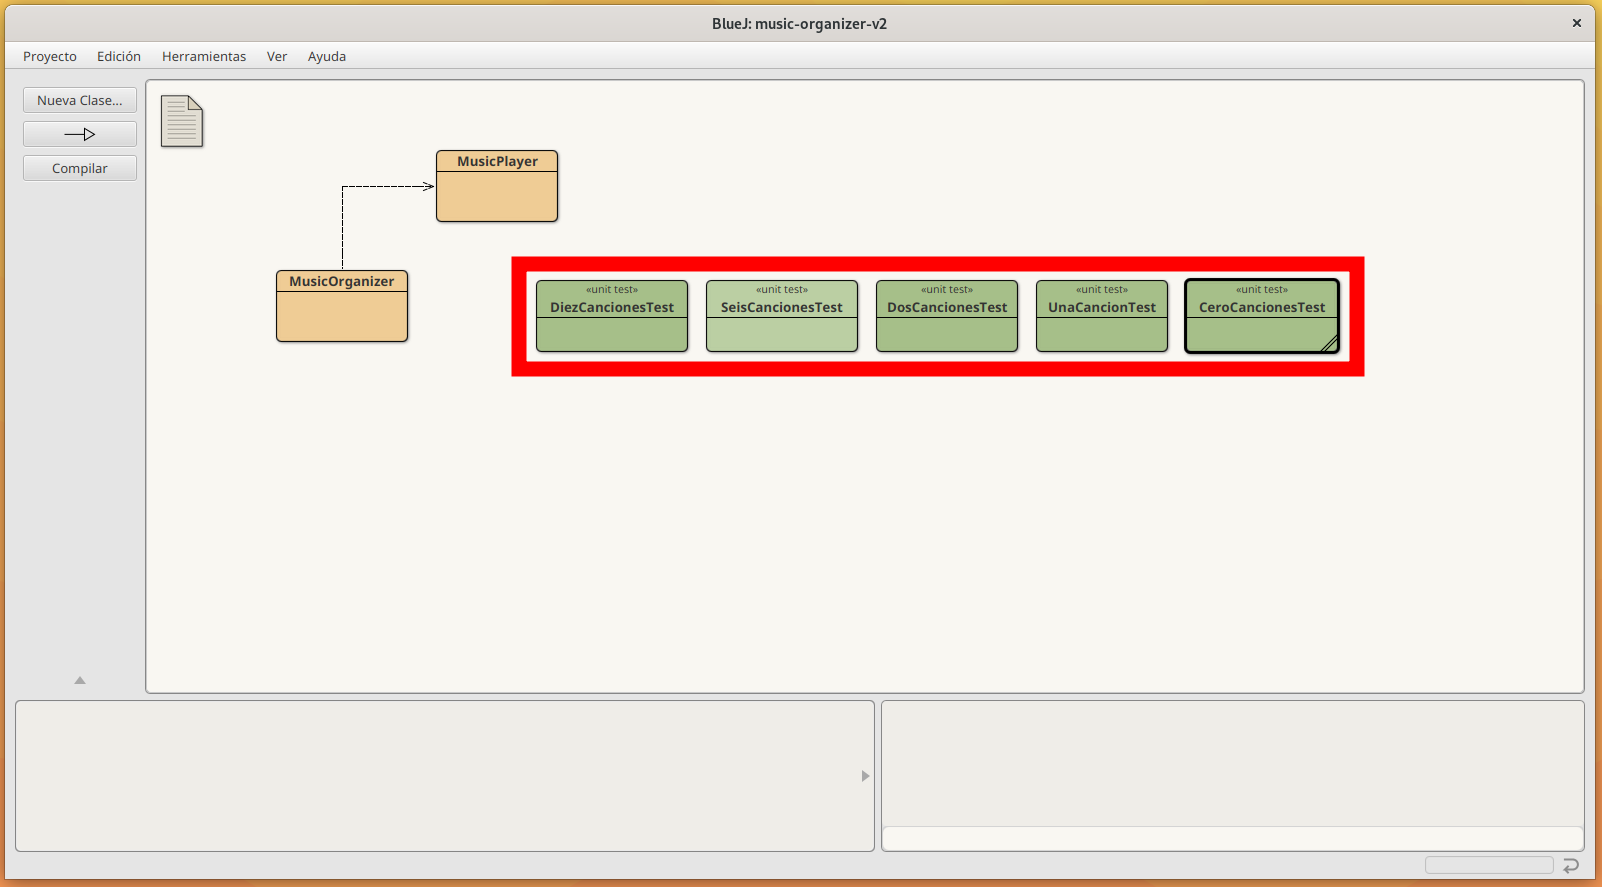 BlueJ: music-organizer-v2
Proyecto Edición Herramientas Ver Ayuda
Nueva Clase...
Compilar
MusicPlayer
MusicOrganizer
«unit test»
DiezCancionesTest
«unit test»
SeisCancionesTest
«unit test»
DosCancionesTest
«unit test»
UnaCancionTest
«unit test»
CeroCancionesTest